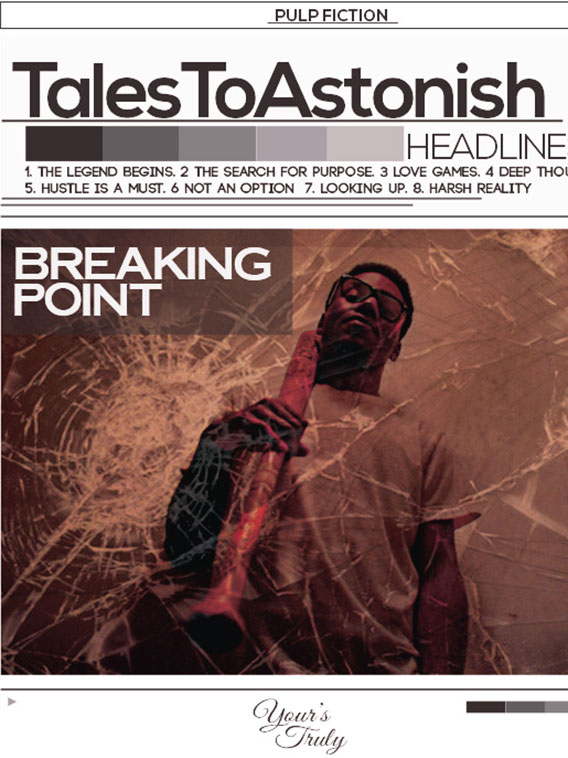 PULP FICTION
TalesToAstonish
HEADLINE
1. THE LEGEND BEGINS. 2 THE SEARCH FOR PURPOSE. 3 LOVE GAMES. 4 DEEP THOU
5. HUSTLE IS A MUST. 6 NOT AN OPTION 7. LOOKING UP. 8. HARSH REALITY
BREAKING
POINT
Your's
Truly